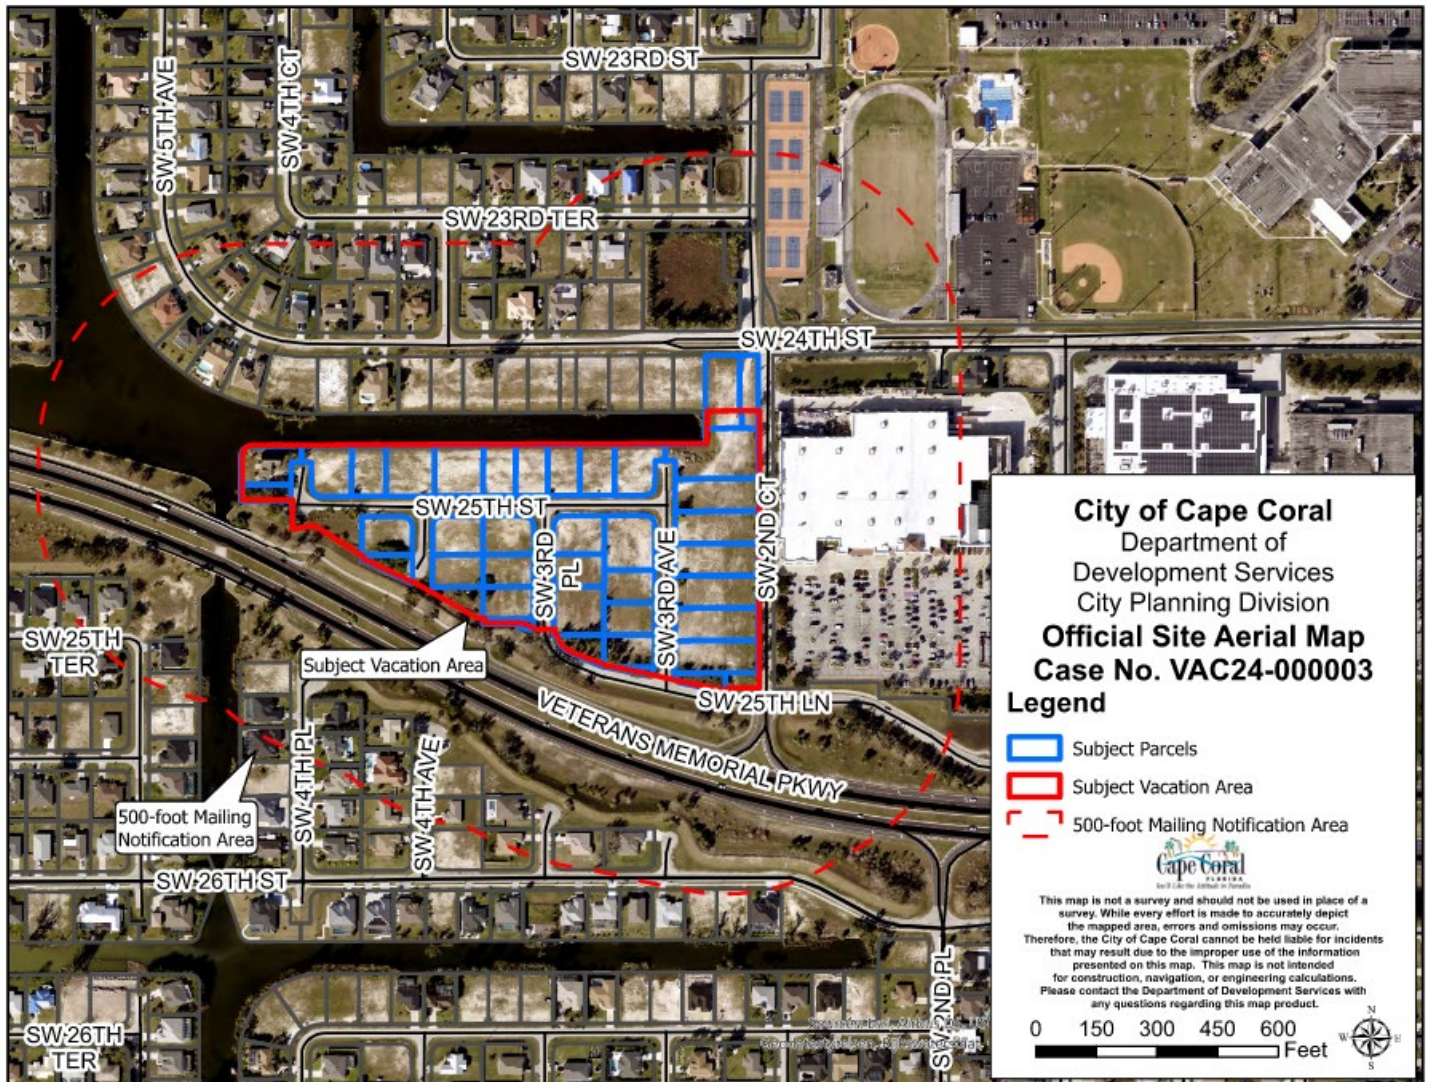 SW 23RD ST
SW 5TH AVE
SW 4TH CT
SW 23RD TER
SW 24TH ST
SW 25TH ST
SW 3RD
PL
SW 3RD AVE
SW 2ND CT
SW 25TH
TER
Subject Vacation Area
SW 25TH LN
VETERANS MEMORIAL PKWY
SW 4TH PL
SW 4TH AVE
500-foot Mailing
Notification Area
SW 26TH ST
SW 2ND PL
SW 26TH
TER
City of Cape Coral
Department of
Development Services
City Planning Division
Official Site Aerial Map
Case No. VAC24-000003
Legend
Subject Parcels
Subject Vacation Area
500-foot Mailing Notification Area
Cape Coral
FLORIDA
This map is not a survey and should not be used in place of a
survey. While every effort is made to accurately depict
the mapped area, errors and omissions may occur.
Therefore, the City of Cape Coral cannot be held liable for incidents
that may result due to the improper use of the information
presented on this map. This map is not intended
for construction, navigation, or engineering calculations.
Please contact the Department of Development Services with
any questions regarding this map product.
0 150 300 450 600
Feet
N
W E
S